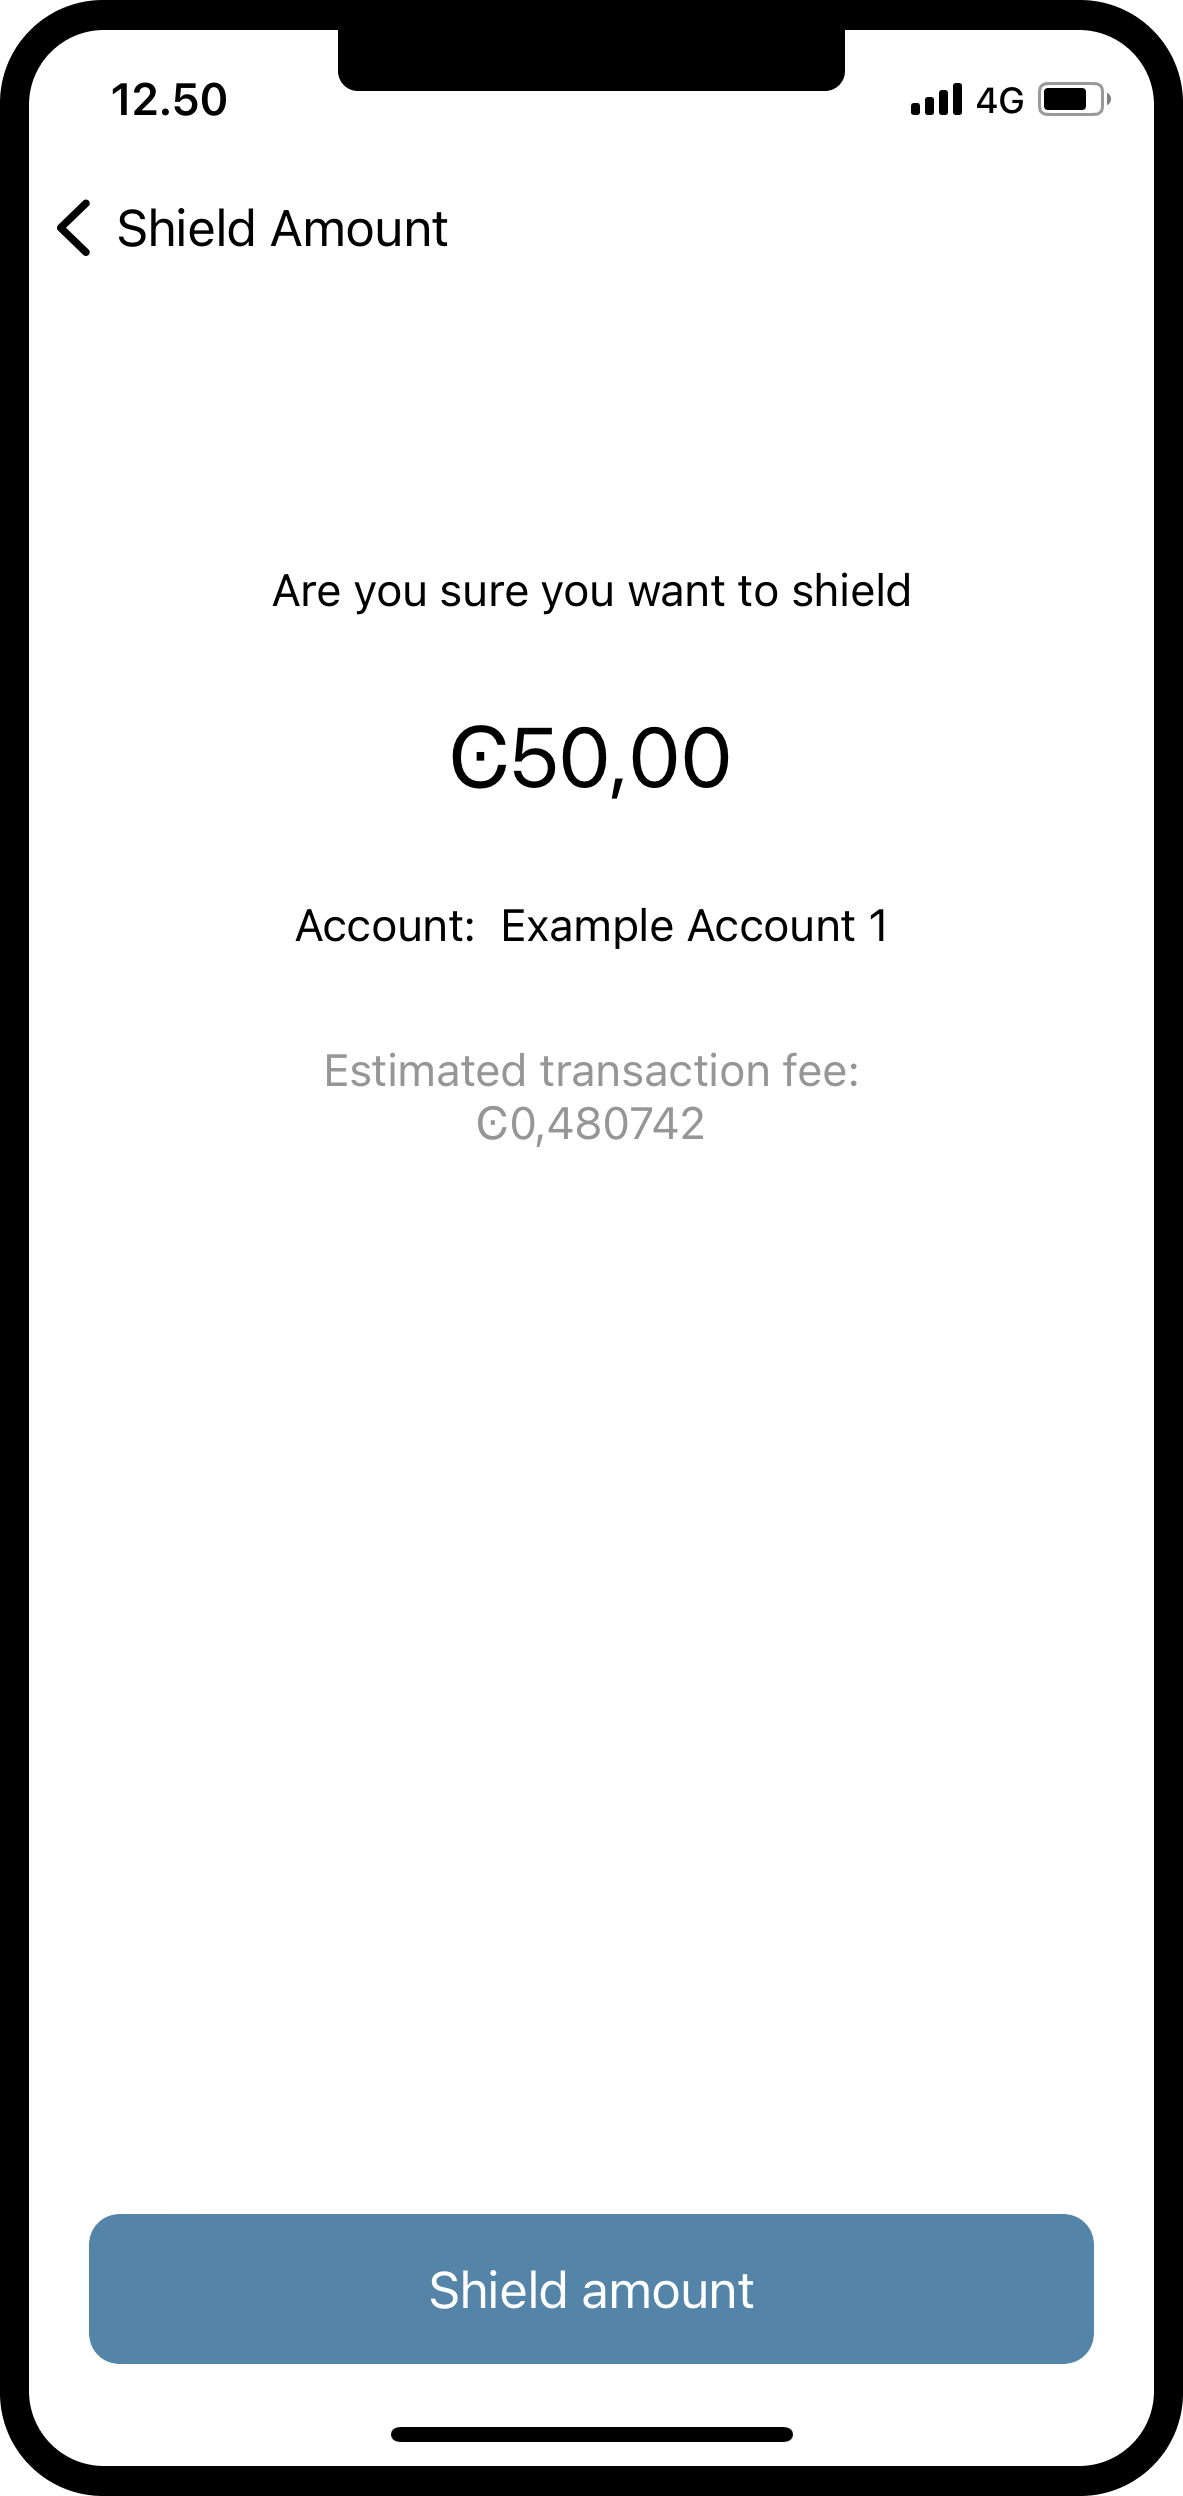 12.50
4G
Shield Amount
Are you sure you want to shield
Ͼ50,00
Account: Example Account 1
Estimated transaction fee:
Ͼ0,480742
Shield amount